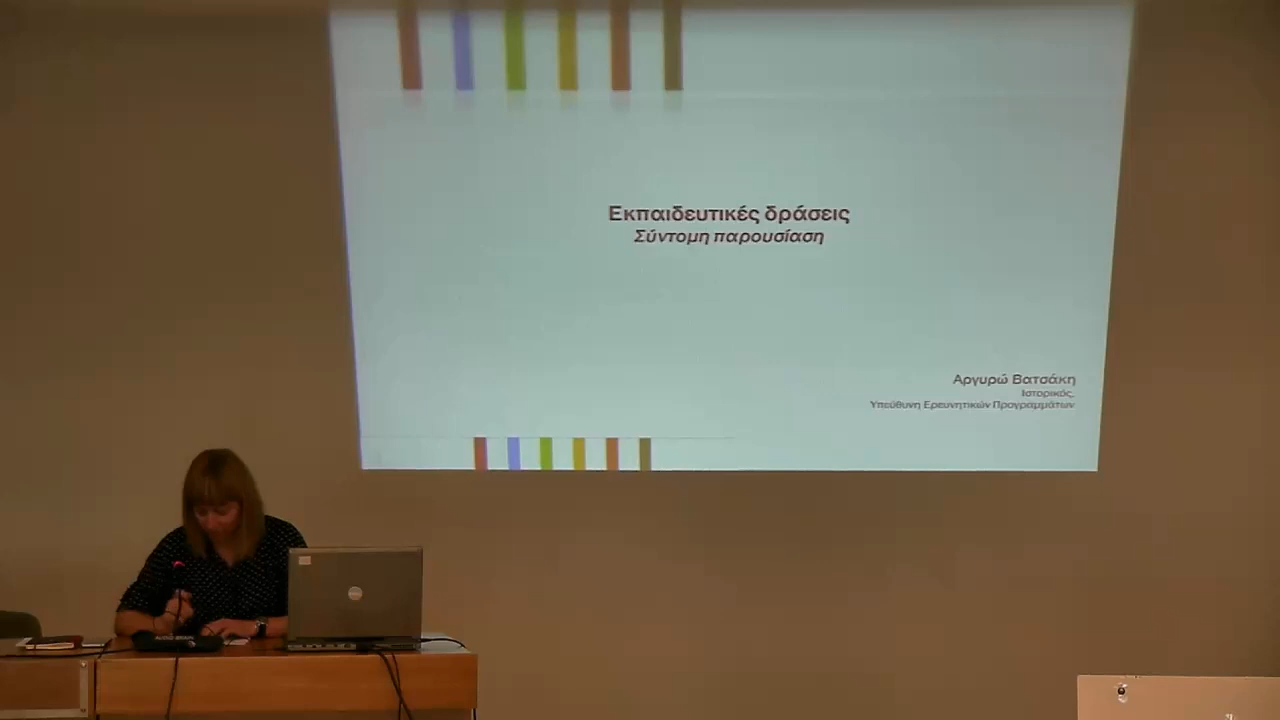 Εκπαιδευτικές δράσεις
Σύντομη παρουσίαση
Αργυρώ Βατσάκη
Ιστορικός,
Υπεύθυνη Ερευνητικών Προγραμμάτων